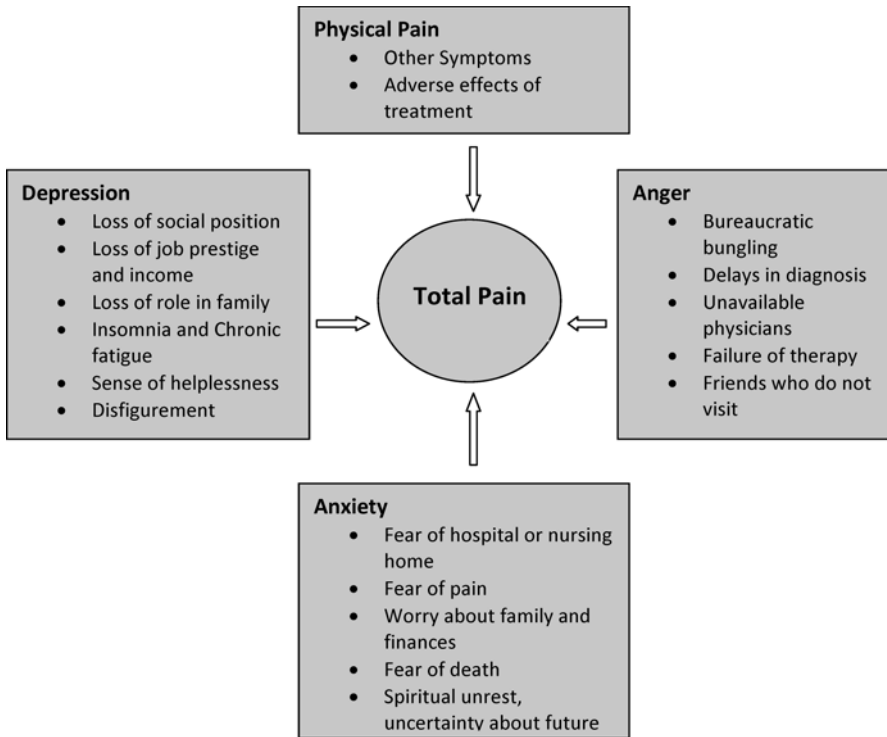 Physical Pain
• Other Symptoms
• Adverse effects of
treatment
Depression
• Loss of social position
• Loss of job prestige
and income
• Loss of role in family
• Insomnia and Chronic
fatigue
• Sense of helplessness
• Disfigurement
Total Pain
Anger
• Bureaucratic
bungling
• Delays in diagnosis
• Unavailable
physicians
• Failure of therapy
• Friends who do not
visit
Anxiety
• Fear of hospital or nursing
home
• Fear of pain
• Worry about family and
finances
• Fear of death
• Spiritual unrest,
uncertainty about future